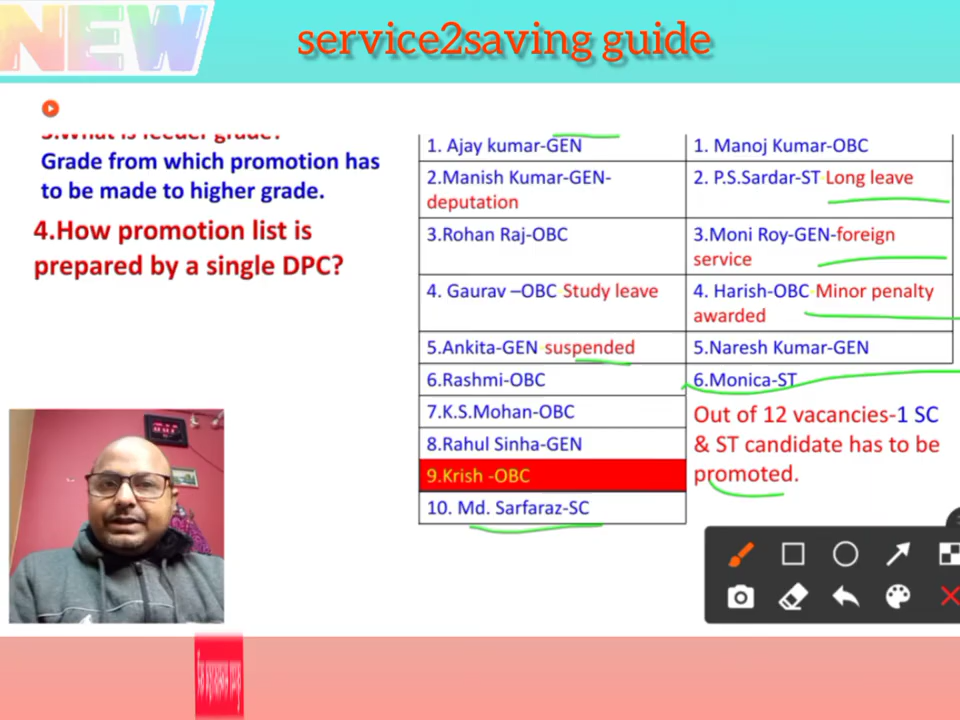 NEW
service2saving guide
3.What is feeder grade?
Grade from which promotion has
to be made to higher grade.
4.How promotion list is
prepared by a single DPC?
1. Ajay kumar-GEN
2.Manish Kumar-GEN-
deputation
3.Rohan Raj-OBC
4. Gaurav –OBC Study leave
5.Ankita-GEN suspended
6.Rashmi-OBC
7.K.S.Mohan-OBC
8.Rahul Sinha-GEN
9.Krish -OBC
10. Md. Sarfaraz-SC
1. Manoj Kumar-OBC
2. P.S.Sardar-ST Long leave
3.Moni Roy-GEN-foreign
service
4. Harish-OBC Minor penalty
awarded
5.Naresh Kumar-GEN
6.Monica-ST
Out of 12 vacancies-1 SC
& ST candidate has to be
promoted.